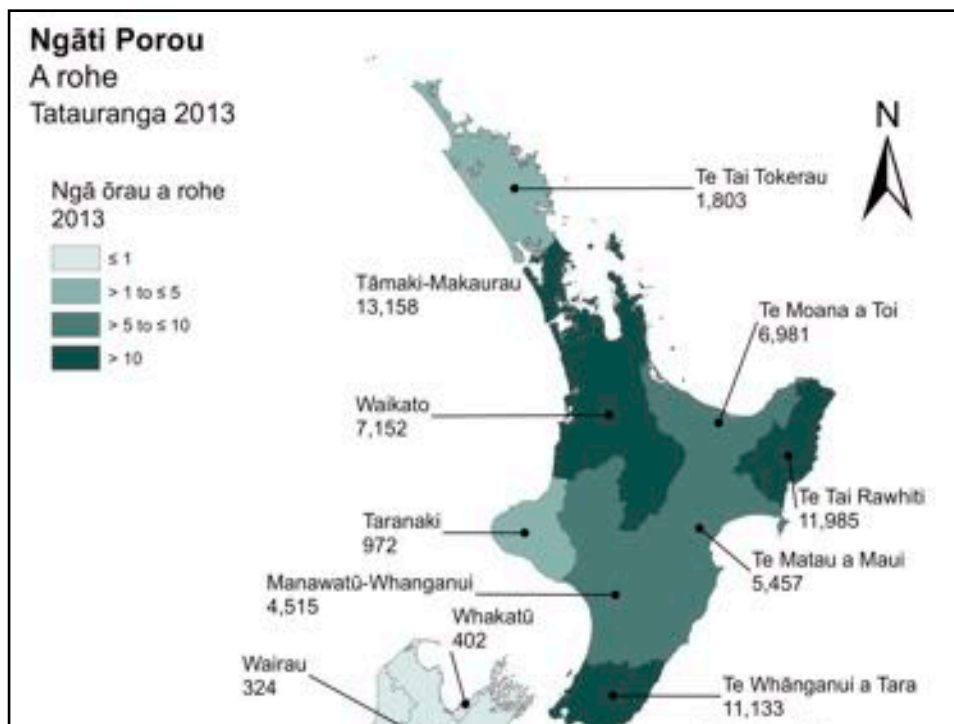 Ngāti Porou
A rohe
Tatauranga 2013
N
Ngā ōrau a rohe
2013
≤ 1
> 1 to ≤ 5
> 5 to ≤ 10
> 10
Te Tai Tokerau
1,803
Tāmaki-Makaurau
13,158
Te Moana a Toi
6,981
Waikato
7,152
Te Tai Rawhiti
11,985
Taranaki
972
Te Matau a Maui
5,457
Manawatū-Whanganui
4,515
Whakatū
402
Wairau
324
Te Whānganui a Tara
11,133